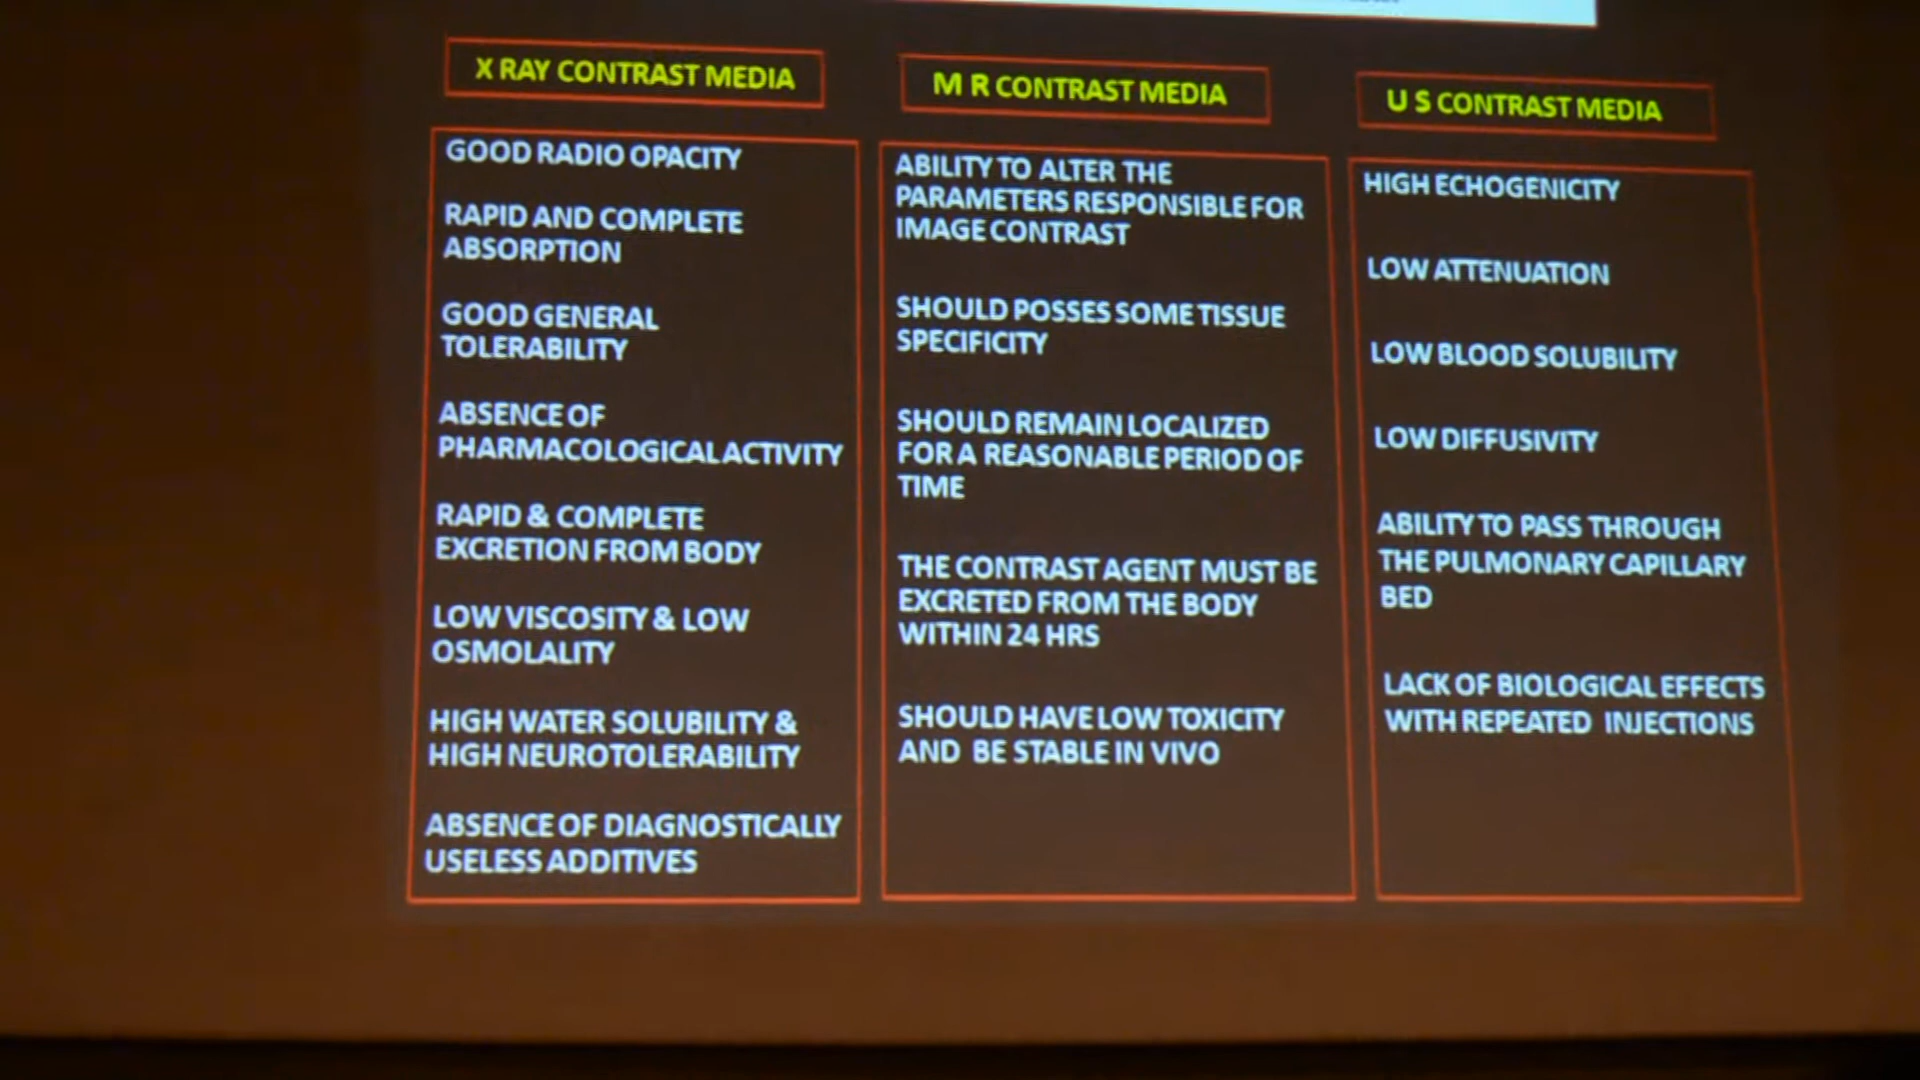 X RAY CONTRAST MEDIA
GOOD RADIO OPACITY
RAPID AND COMPLETE
ABSORPTION
GOOD GENERAL
TOLERABILITY
ABSENCE OF
PHARMACOLOGICAL ACTIVITY
RAPID & COMPLETE
EXCRETION FROM BODY
LOW VISCOSITY & LOW
OSMOLALITY
HIGH WATER SOLUBILITY &
HIGH NEUROTOLERABILITY
ABSENCE OF DIAGNOSTICALLY
USELESS ADDITIVES
M R CONTRAST MEDIA
ABILITY TO ALTER THE
PARAMETERS RESPONSIBLE FOR
IMAGE CONTRAST
SHOULD POSSES SOME TISSUE
SPECIFICITY
SHOULD REMAIN LOCALIZED
FOR A REASONABLE PERIOD OF
TIME
THE CONTRAST AGENT MUST BE
EXCRETED FROM THE BODY
WITHIN 24 HRS
SHOULD HAVE LOW TOXICITY
AND BE STABLE IN VIVO
U S CONTRAST MEDIA
HIGH ECHOGENICITY
LOW ATTENUATION
LOW BLOOD SOLUBILITY
LOW DIFFUSIVITY
ABILITY TO PASS THROUGH
THE PULMONARY CAPILLARY
BED
LACK OF BIOLOGICAL EFFECTS
WITH REPEATED INJECTIONS